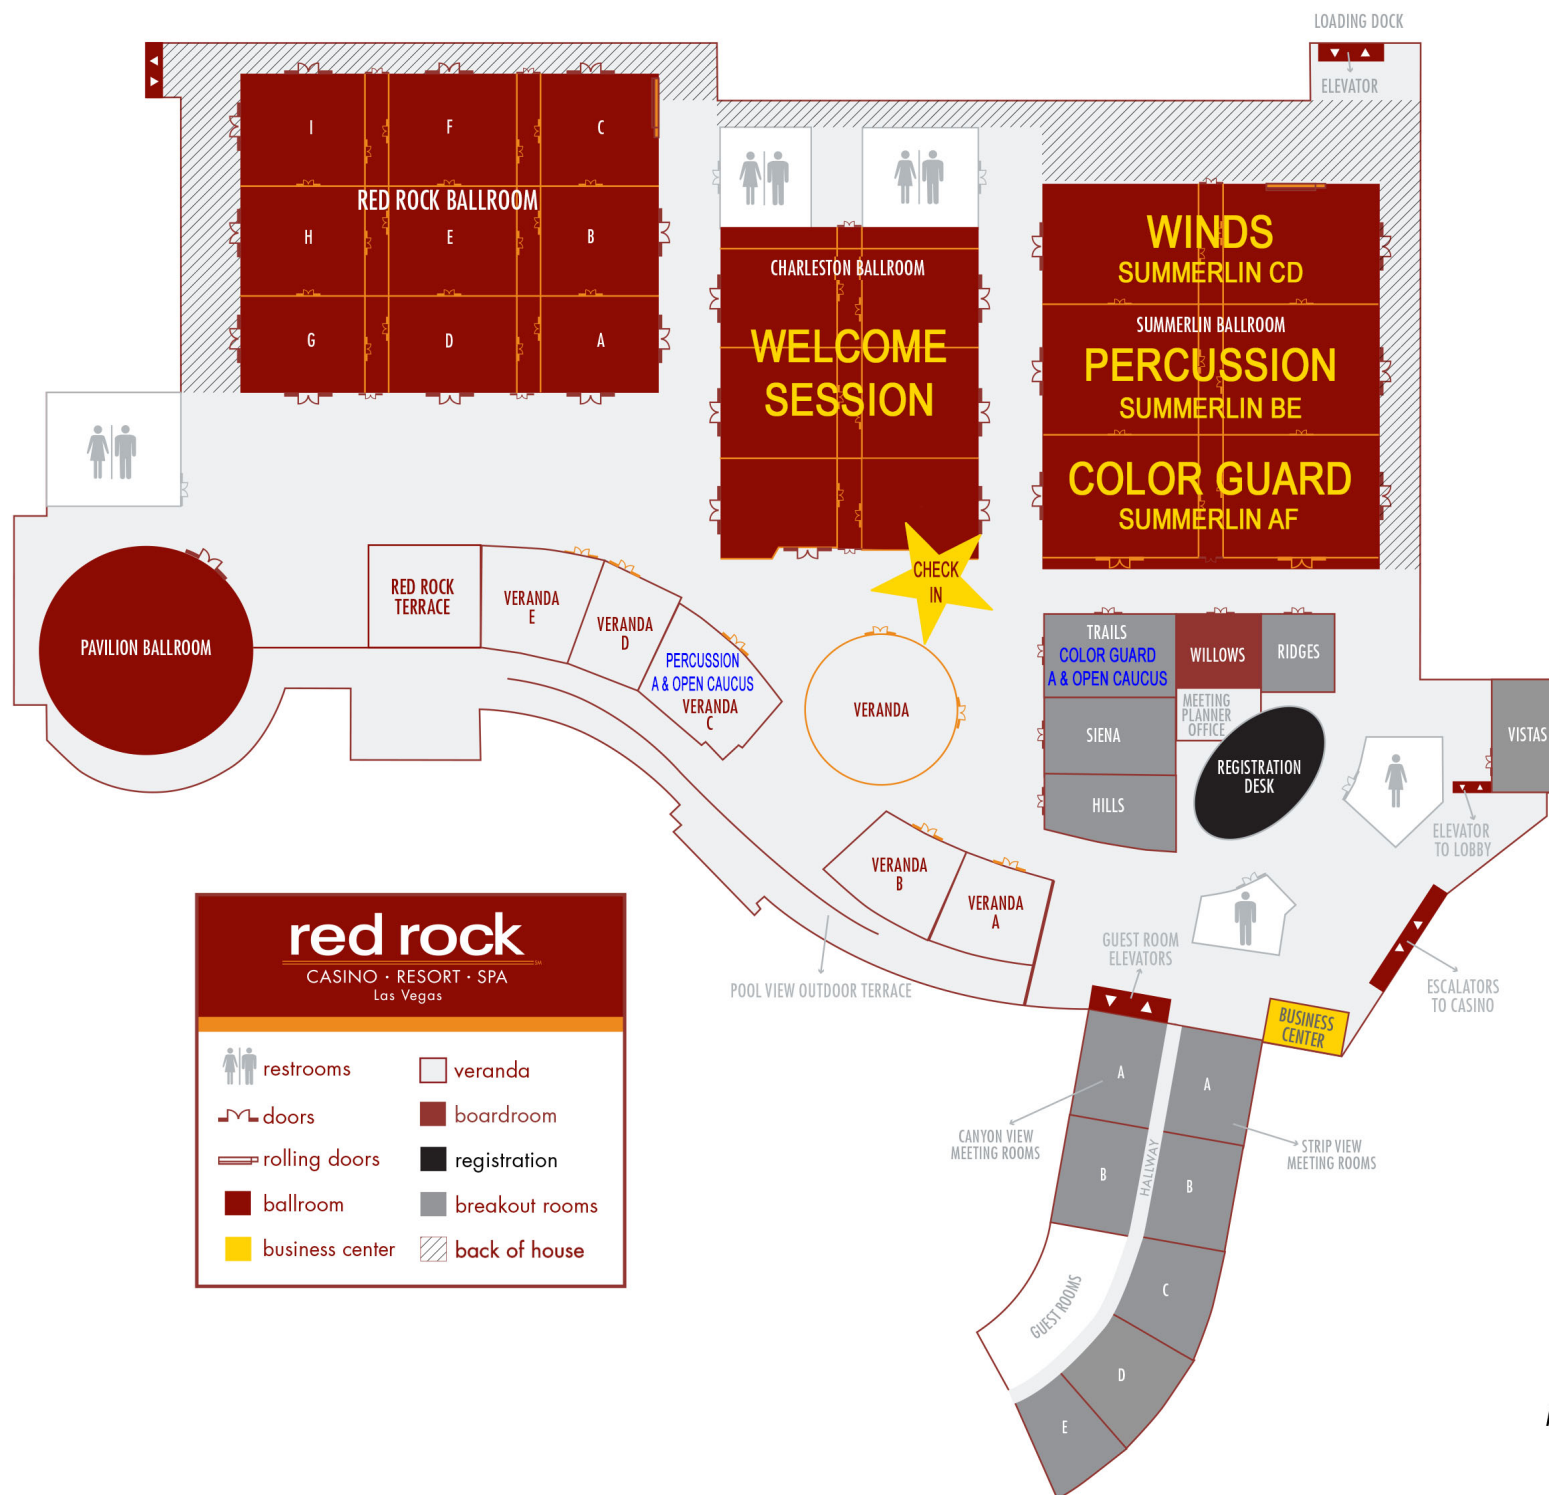 LOADING DOCK
ELEVATOR
I
F
C
RED ROCK BALLROOM
H
E
B
G
D
A
CHARLESTON BALLROOM
WELCOME
SESSION
WINDS
SUMMERLIN CD
SUMMERLIN BALLROOM
PERCUSSION
SUMMERLIN BE
COLOR GUARD
SUMMERLIN AF
CHECK
IN
PAVILION BALLROOM
RED ROCK
TERRACE
VERANDA
E
VERANDA
D
PERCUSSION
A & OPEN CAUCUS
VERANDA
C
VERANDA
TRAILS
COLOR GUARD
A & OPEN CAUCUS
WILLOWS
RIDGES
MEETING
PLANNER
OFFICE
SIENA
HILLS
REGISTRATION
DESK
VISTAS
ELEVATOR
TO LOBBY
VERANDA
B
VERANDA
A
POOL VIEW OUTDOOR TERRACE
GUEST ROOM
ELEVATORS
ESCALATORS
TO CASINO
BUSINESS
CENTER
A
A
CANYON VIEW
MEETING ROOMS
STRIP VIEW
MEETING ROOMS
HALLWAY
B
B
GUEST ROOMS
C
D
E
red rock
SM
CASINO · RESORT · SPA
Las Vegas
restrooms
veranda
doors
boardroom
rolling doors
registration
ballroom
breakout rooms
business center
back of house